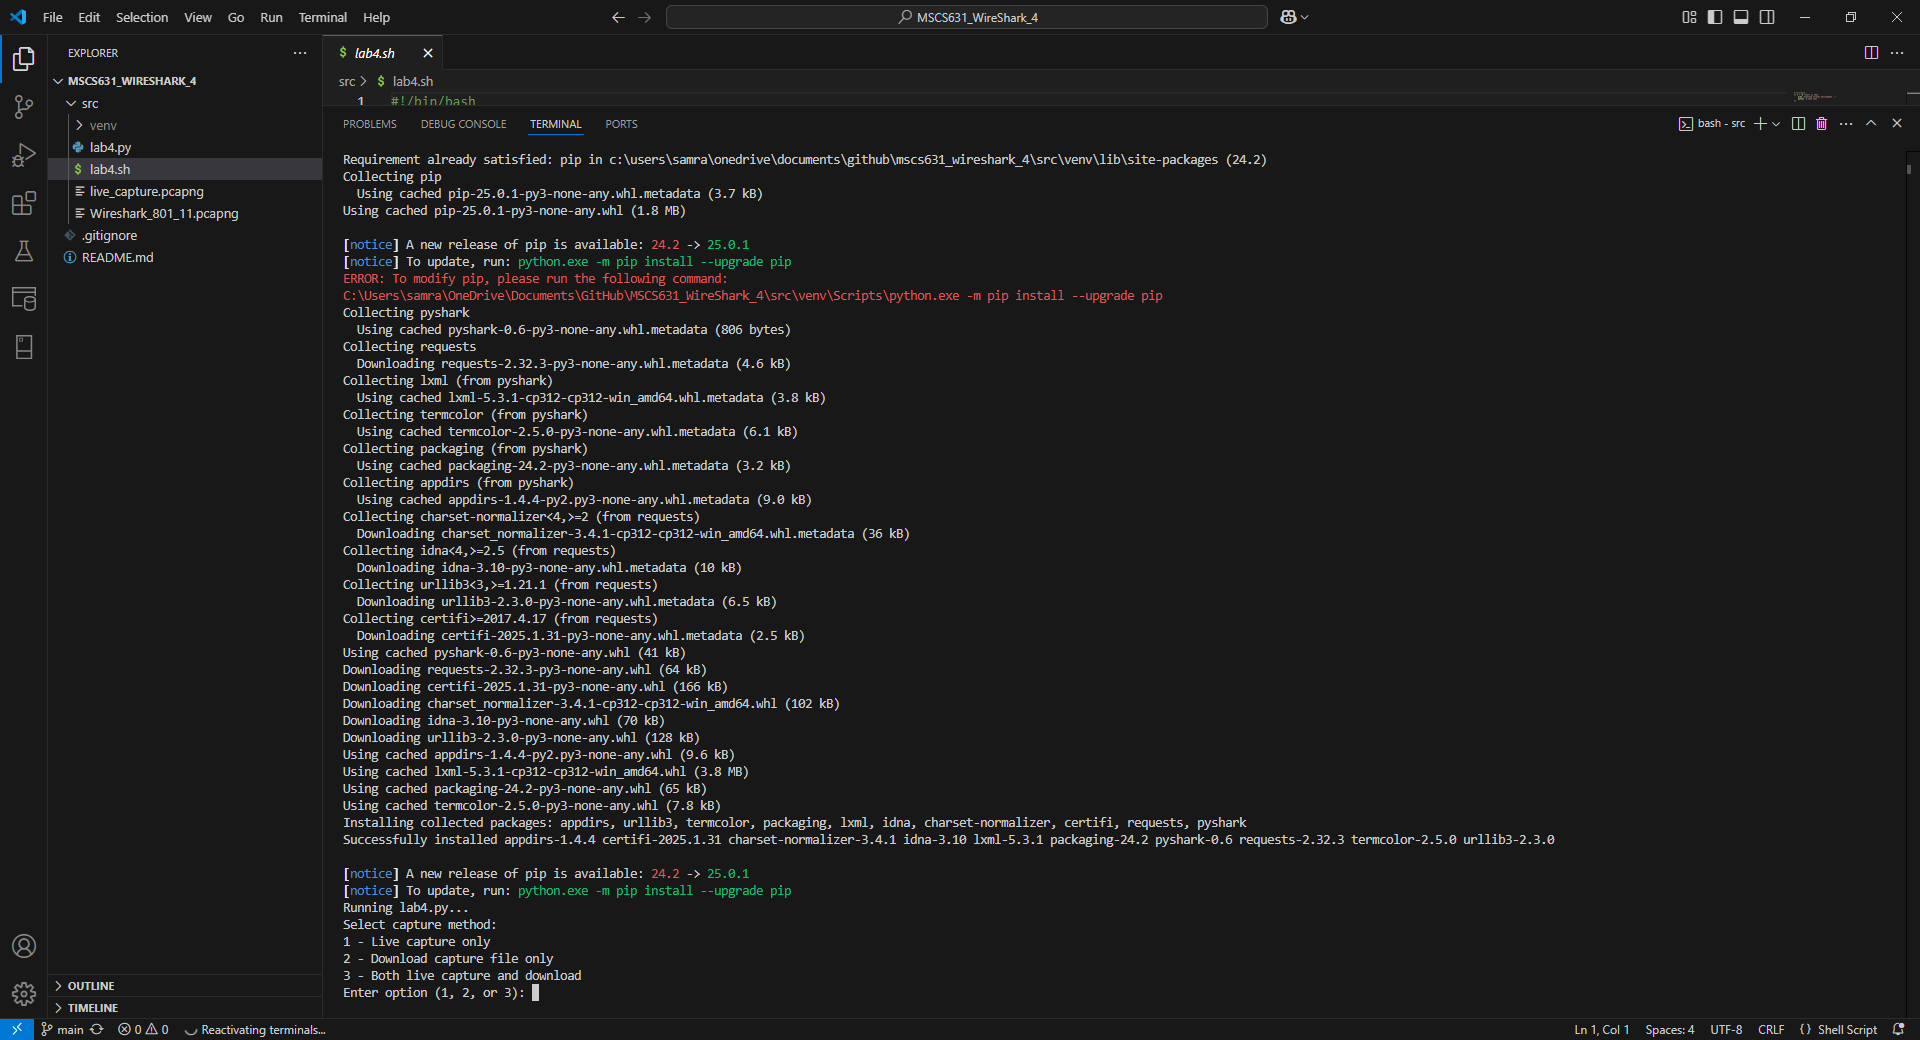 File Edit Selection View Go Run Terminal Help
MSCS631_WireShark_4
EXPLORER
MSCS631_WIRESHARK_4
src
venv
lab4.py
$ lab4.sh
live_capture.pcapng
Wireshark_801_11.pcapng
.gitignore
README.md
OUTLINE
TIMELINE
$ lab4.sh
src > $ lab4.sh
1 #!/bin/bash
PROBLEMS DEBUG CONSOLE TERMINAL PORTS
bash - src
Requirement already satisfied: pip in c:\users\samra\onedrive\documents\github\mscs631_wireshark_4\src\venv\lib\site-packages (24.2)
Collecting pip
Using cached pip-25.0.1-py3-none-any.whl.metadata (3.7 kB)
Using cached pip-25.0.1-py3-none-any.whl (1.8 MB)
[notice] A new release of pip is available: 24.2 -> 25.0.1
[notice] To update, run: python.exe -m pip install --upgrade pip
ERROR: To modify pip, please run the following command:
C:\Users\samra\OneDrive\Documents\GitHub\MSCS631_WireShark_4\src\venv\Scripts\python.exe -m pip install --upgrade pip
Collecting pyshark
Using cached pyshark-0.6-py3-none-any.whl.metadata (806 bytes)
Collecting requests
Downloading requests-2.32.3-py3-none-any.whl.metadata (4.6 kB)
Collecting lxml (from pyshark)
Using cached lxml-5.3.1-cp312-cp312-win_amd64.whl.metadata (3.8 kB)
Collecting termcolor (from pyshark)
Using cached termcolor-2.5.0-py3-none-any.whl.metadata (6.1 kB)
Collecting packaging (from pyshark)
Using cached packaging-24.2-py3-none-any.whl.metadata (3.2 kB)
Collecting appdirs (from pyshark)
Using cached appdirs-1.4.4-py2.py3-none-any.whl.metadata (9.0 kB)
Collecting charset-normalizer<4,>=2 (from requests)
Downloading charset_normalizer-3.4.1-cp312-cp312-win_amd64.whl.metadata (36 kB)
Collecting idna<4,>=2.5 (from requests)
Downloading idna-3.10-py3-none-any.whl.metadata (10 kB)
Collecting urllib3<3,>=1.21.1 (from requests)
Downloading urllib3-2.3.0-py3-none-any.whl.metadata (6.5 kB)
Collecting certifi>=2017.4.17 (from requests)
Downloading certifi-2025.1.31-py3-none-any.whl.metadata (2.5 kB)
Using cached pyshark-0.6-py3-none-any.whl (41 kB)
Downloading requests-2.32.3-py3-none-any.whl (64 kB)
Downloading certifi-2025.1.31-py3-none-any.whl (166 kB)
Downloading charset_normalizer-3.4.1-cp312-cp312-win_amd64.whl (102 kB)
Downloading idna-3.10-py3-none-any.whl (70 kB)
Downloading urllib3-2.3.0-py3-none-any.whl (128 kB)
Using cached appdirs-1.4.4-py2.py3-none-any.whl (9.6 kB)
Using cached lxml-5.3.1-cp312-cp312-win_amd64.whl (3.8 MB)
Using cached packaging-24.2-py3-none-any.whl (65 kB)
Using cached termcolor-2.5.0-py3-none-any.whl (7.8 kB)
Installing collected packages: appdirs, urllib3, termcolor, packaging, lxml, idna, charset-normalizer, certifi, requests, pyshark
Successfully installed appdirs-1.4.4 certifi-2025.1.31 charset-normalizer-3.4.1 idna-3.10 lxml-5.3.1 packaging-24.2 pyshark-0.6 requests-2.32.3 termcolor-2.5.0 urllib3-2.3.0
[notice] A new release of pip is available: 24.2 -> 25.0.1
[notice] To update, run: python.exe -m pip install --upgrade pip
Running lab4.py...
Select capture method:
1 - Live capture only
2 - Download capture file only
3 - Both live capture and download
Enter option (1, 2, or 3):
main 0 0 Reactivating terminals... Ln 1, Col 1 Spaces: 4 UTF-8 CRLF {} Shell Script